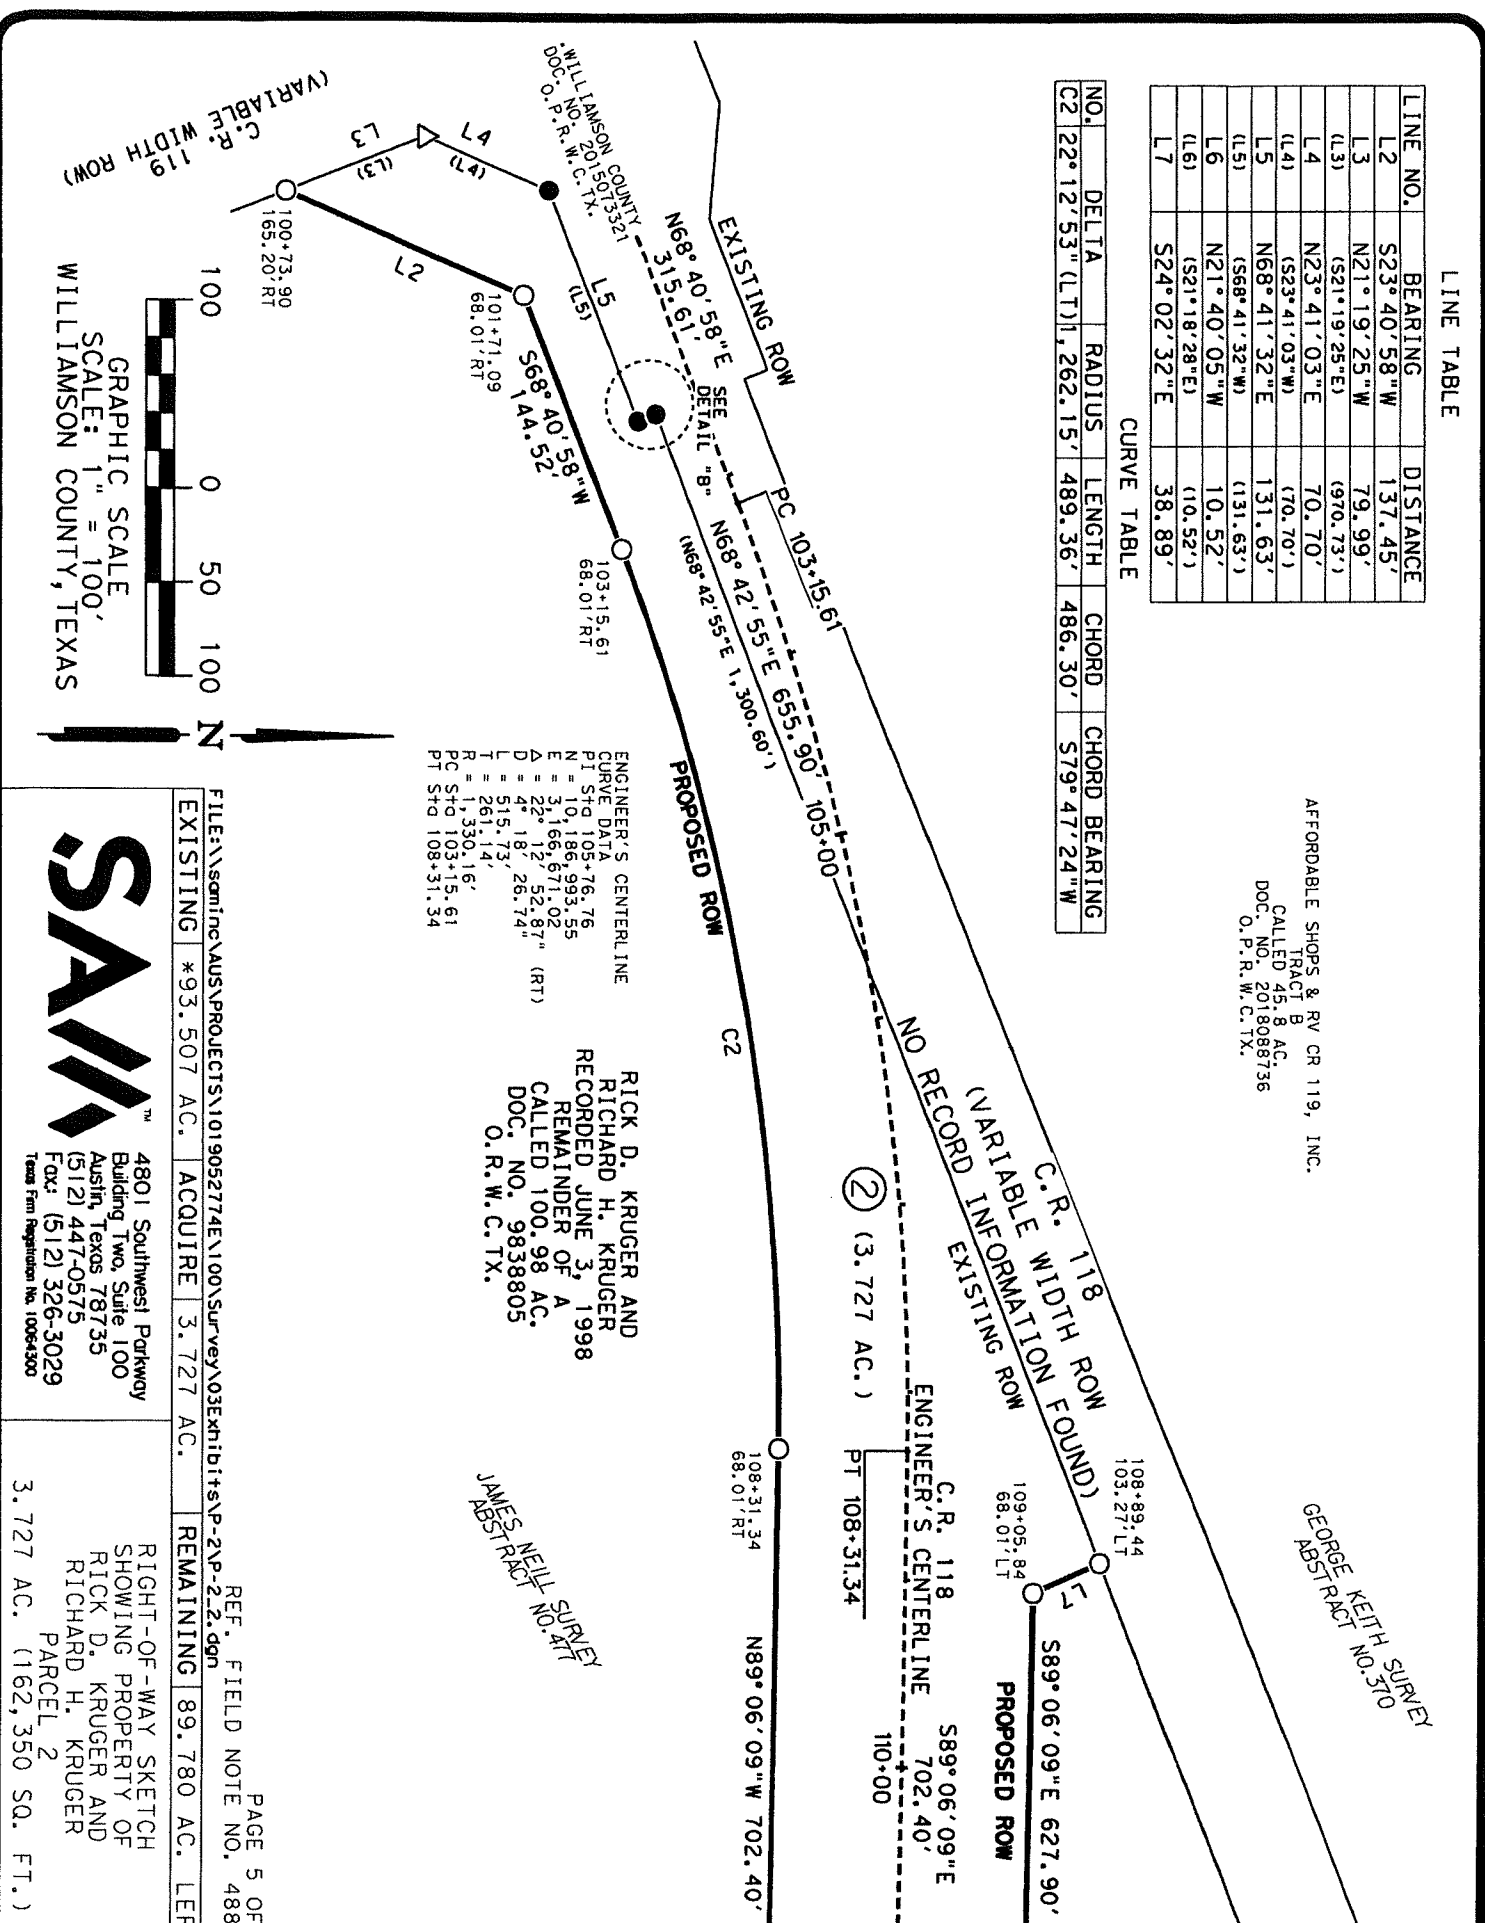 LINE TABLE
LINE NO. BEARING DISTANCE
L2 S23°40'58"W 137.45'
L3 N21°19'25"W 79.99'
(L3) (S21°19'25"E) (970.73')
L4 N23°41'03"E 70.70'
(L4) (S23°41'03"W) (70.70')
L5 N68°41'32"E 131.63'
(L5) (S68°41'32"W) (131.63')
L6 N21°40'05"W 10.52'
(L6) (S21°18'28"E) (10.52')
L7 S24°02'32"E 38.89'
CURVE TABLE
NO. DELTA RADIUS LENGTH CHORD CHORD BEARING
C2 22°12'53"(LT) 1,262.15' 489.36' 486.30' S79°47'24"W
AFFORDABLE SHOPS & RV CR 119, INC.
TRACT B
CALLED 45.8 AC.
DOC. NO. 2018088736
O.P.R.W.C.TX.
GEORGE KEITH SURVEY
ABSTRACT NO.370
WILLIAMSON COUNTY
DOC. NO. 2015073321
O.P.R.W.C.TX.
EXISTING ROW
N68°40'58"E
315.61'
SEE
DETAIL "B"
PC 103+15.61
N68°42'55"E 655.90'
(N68°42'55"E 1,300.60')
105+00
C.R. 118
(VARIABLE WIDTH ROW
NO RECORD INFORMATION FOUND)
EXISTING ROW
108+89.44
103.27'LT
109+05.84
68.01'LT
L7
S89°06'09"E 627.90'
PROPOSED ROW
C.R. 118
ENGINEER'S CENTERLINE
S89°06'09"E
702.40'
110+00
PT 108+31.34
2 (3.727 AC.)
C.R. 119
(VARIABLE WIDTH ROW)
L3
(L3)
L4
(L4)
L5
(L5)
L2
100+73.90
165.20'RT
101+71.09
68.01'RT
S68°40'58"W
144.52'
103+15.61
68.01'RT
PROPOSED ROW
C2
108+31.34
68.01'RT
N89°06'09"W 702.40'
ENGINEER'S CENTERLINE
CURVE DATA
PI Sta 105+76.76
N = 10,186,993.55
E = 3,166,671.02
Δ = 22° 12' 52.87" (RT)
D = 4° 18' 26.74"
L = 515.73'
T = 261.14'
R = 1,330.16'
PC Sta 103+15.61
PT Sta 108+31.34
RICK D. KRUGER AND
RICHARD H. KRUGER
RECORDED JUNE 3, 1998
REMAINDER OF A
CALLED 100.98 AC.
DOC. NO. 9838805
O.R.W.C.TX.
JAMES NEILL SURVEY
ABSTRACT NO.477
100 0 50 100
GRAPHIC SCALE
SCALE: 1" = 100'
WILLIAMSON COUNTY, TEXAS
N
PAGE 5 OF
REF. FIELD NOTE NO. 488
FILE:\\saminc\AUS\PROJECTS\1019052774E\100\Survey\03Exhibits\P-2\P-2_2.dgn
EXISTING *93.507 AC. ACQUIRE 3.727 AC. REMAINING 89.780 AC. LEF
SAM™
4801 Southwest Parkway
Building Two, Suite 100
Austin, Texas 78735
(512) 447-0575
Fax: (512) 326-3029
Texas Firm Registration No. 10064300
RIGHT-OF-WAY SKETCH
SHOWING PROPERTY OF
RICK D. KRUGER AND
RICHARD H. KRUGER
PARCEL 2
3.727 AC. (162,350 SQ. FT.)